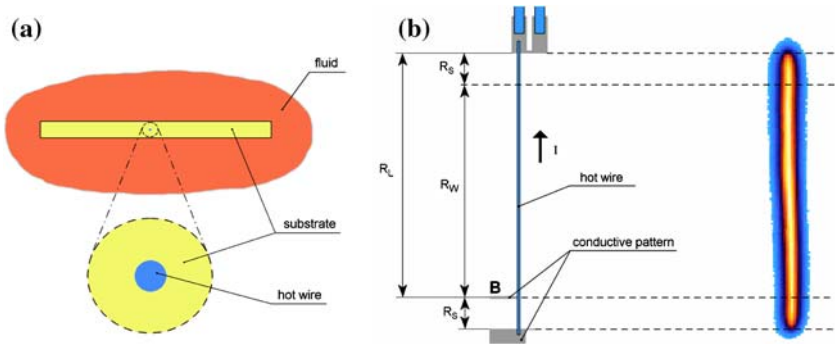 (a)
fluid
substrate
hot wire
(b)
R_S
R_L
R_W
I
hot wire
conductive pattern
B
R_S